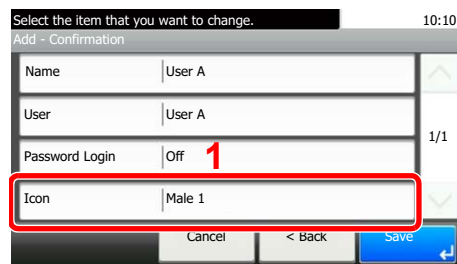 Select the item that you want to change. 10:10
Add - Confirmation
Name User A
User User A
1/1
Password Login Off 1
Icon Male 1
Cancel < Back Save